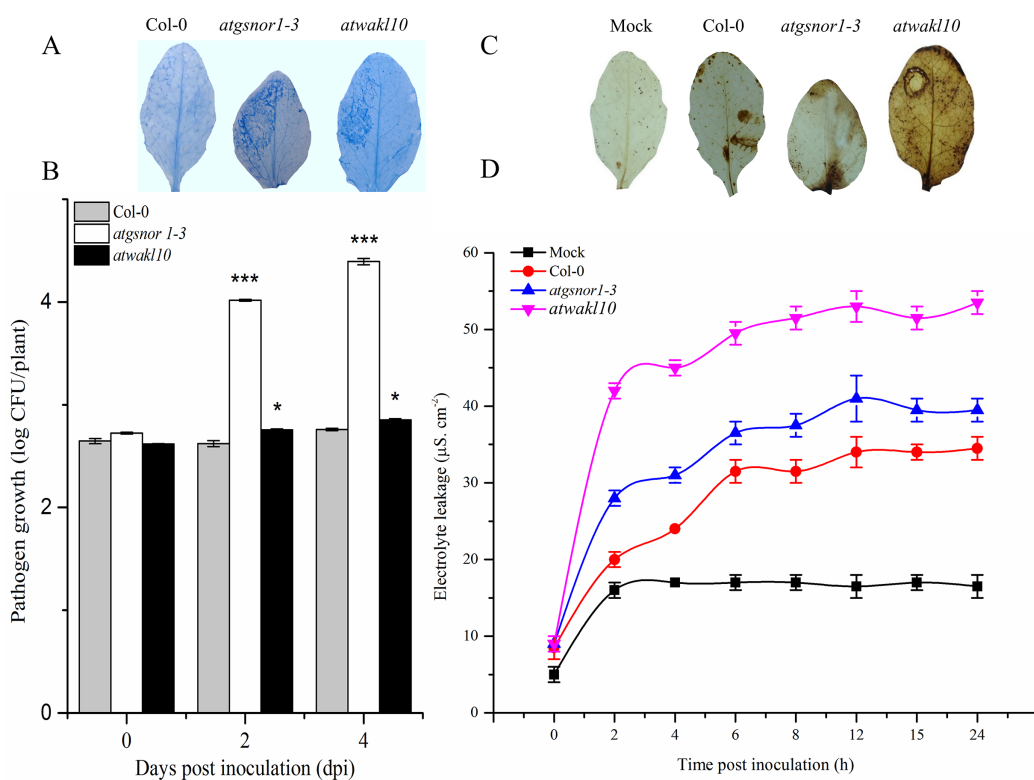 A
Col-0 atgsnor1-3 atwakl10
B
Col-0
atgsnor 1-3
atwakl10
Pathogen growth (log CFU/plant)
4
2
0
***
*
***
*
0 2 4
Days post inoculation (dpi)
C
Mock Col-0 atgsnor1-3 atwakl10
D
Mock
Col-0
atgsnor1-3
atwakl10
Electrolyte leakage (µS. cm⁻²)
60
50
40
30
20
10
0
0 2 4 6 8 12 15 24
Time post inoculation (h)